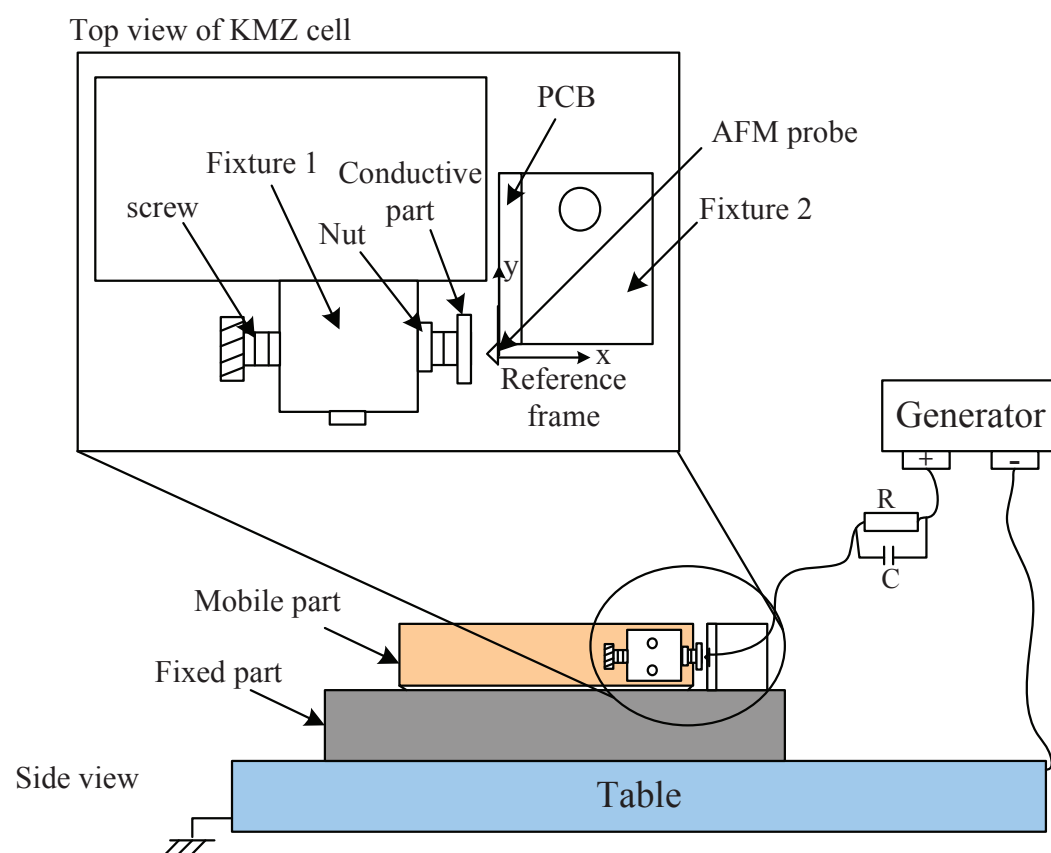 Top view of KMZ cell
PCB
AFM probe
Fixture 1
Conductive
part
screw
Nut
Fixture 2
y
x
Reference
frame
Generator
+
-
R
C
Mobile part
Fixed part
Side view
Table